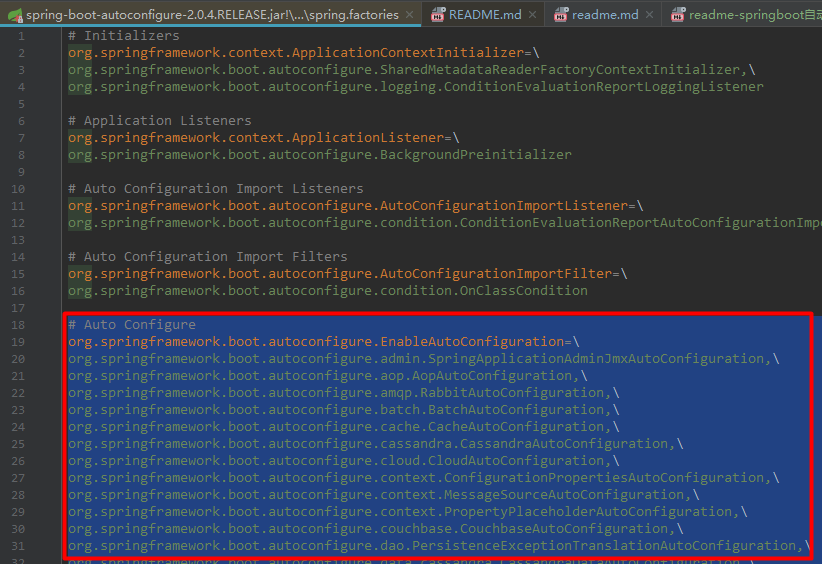 spring-boot-autoconfigure-2.0.4.RELEASE.jar!\...\spring.factories × README.md × readme.md × readme-springboot自动
1 # Initializers
2 org.springframework.context.ApplicationContextInitializer=\
3 org.springframework.boot.autoconfigure.SharedMetadataReaderFactoryContextInitializer,\
4 org.springframework.boot.autoconfigure.logging.ConditionEvaluationReportLoggingListener
5
6 # Application Listeners
7 org.springframework.context.ApplicationListener=\
8 org.springframework.boot.autoconfigure.BackgroundPreinitializer
9
10 # Auto Configuration Import Listeners
11 org.springframework.boot.autoconfigure.AutoConfigurationImportListener=\
12 org.springframework.boot.autoconfigure.condition.ConditionEvaluationReportAutoConfigurationImpo
13
14 # Auto Configuration Import Filters
15 org.springframework.boot.autoconfigure.AutoConfigurationImportFilter=\
16 org.springframework.boot.autoconfigure.condition.OnClassCondition
17
18 # Auto Configure
19 org.springframework.boot.autoconfigure.EnableAutoConfiguration=\
20 org.springframework.boot.autoconfigure.admin.SpringApplicationAdminJmxAutoConfiguration,\
21 org.springframework.boot.autoconfigure.aop.AopAutoConfiguration,\
22 org.springframework.boot.autoconfigure.amqp.RabbitAutoConfiguration,\
23 org.springframework.boot.autoconfigure.batch.BatchAutoConfiguration,\
24 org.springframework.boot.autoconfigure.cache.CacheAutoConfiguration,\
25 org.springframework.boot.autoconfigure.cassandra.CassandraAutoConfiguration,\
26 org.springframework.boot.autoconfigure.cloud.CloudAutoConfiguration,\
27 org.springframework.boot.autoconfigure.context.ConfigurationPropertiesAutoConfiguration,\
28 org.springframework.boot.autoconfigure.context.MessageSourceAutoConfiguration,\
29 org.springframework.boot.autoconfigure.context.PropertyPlaceholderAutoConfiguration,\
30 org.springframework.boot.autoconfigure.couchbase.CouchbaseAutoConfiguration,\
31 org.springframework.boot.autoconfigure.dao.PersistenceExceptionTranslationAutoConfiguration,\